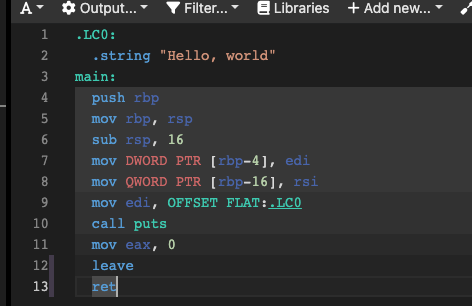 A Output... Filter... Libraries + Add new...
1 .LC0:
2 .string "Hello, world"
3 main:
4 push rbp
5 mov rbp, rsp
6 sub rsp, 16
7 mov DWORD PTR [rbp-4], edi
8 mov QWORD PTR [rbp-16], rsi
9 mov edi, OFFSET FLAT:.LC0
10 call puts
11 mov eax, 0
12 leave
13 ret